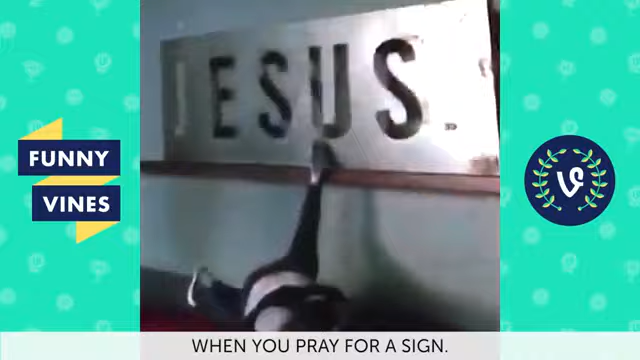 JESUS.
FUNNY
VINES
WHEN YOU PRAY FOR A SIGN.